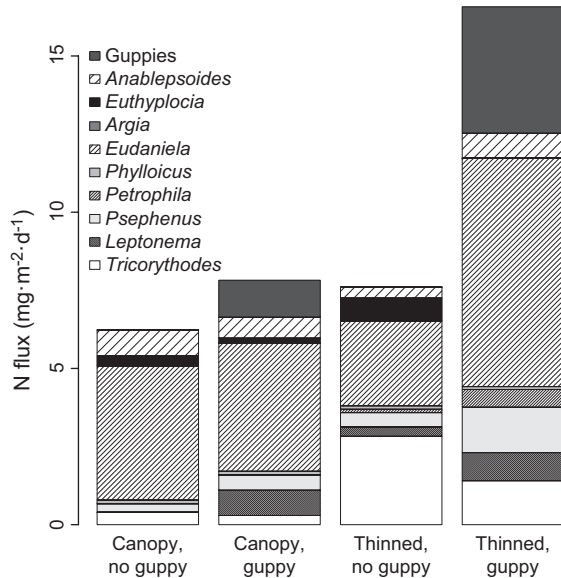 15
10
5
0
N flux (mg·m⁻²·d⁻¹)
Guppies
Anablepsoides
Euthyplocia
Argia
Eudaniela
Phylloicus
Petrophila
Psephenus
Leptonema
Tricorythodes
Canopy, no guppy
Canopy, guppy
Thinned, no guppy
Thinned, guppy